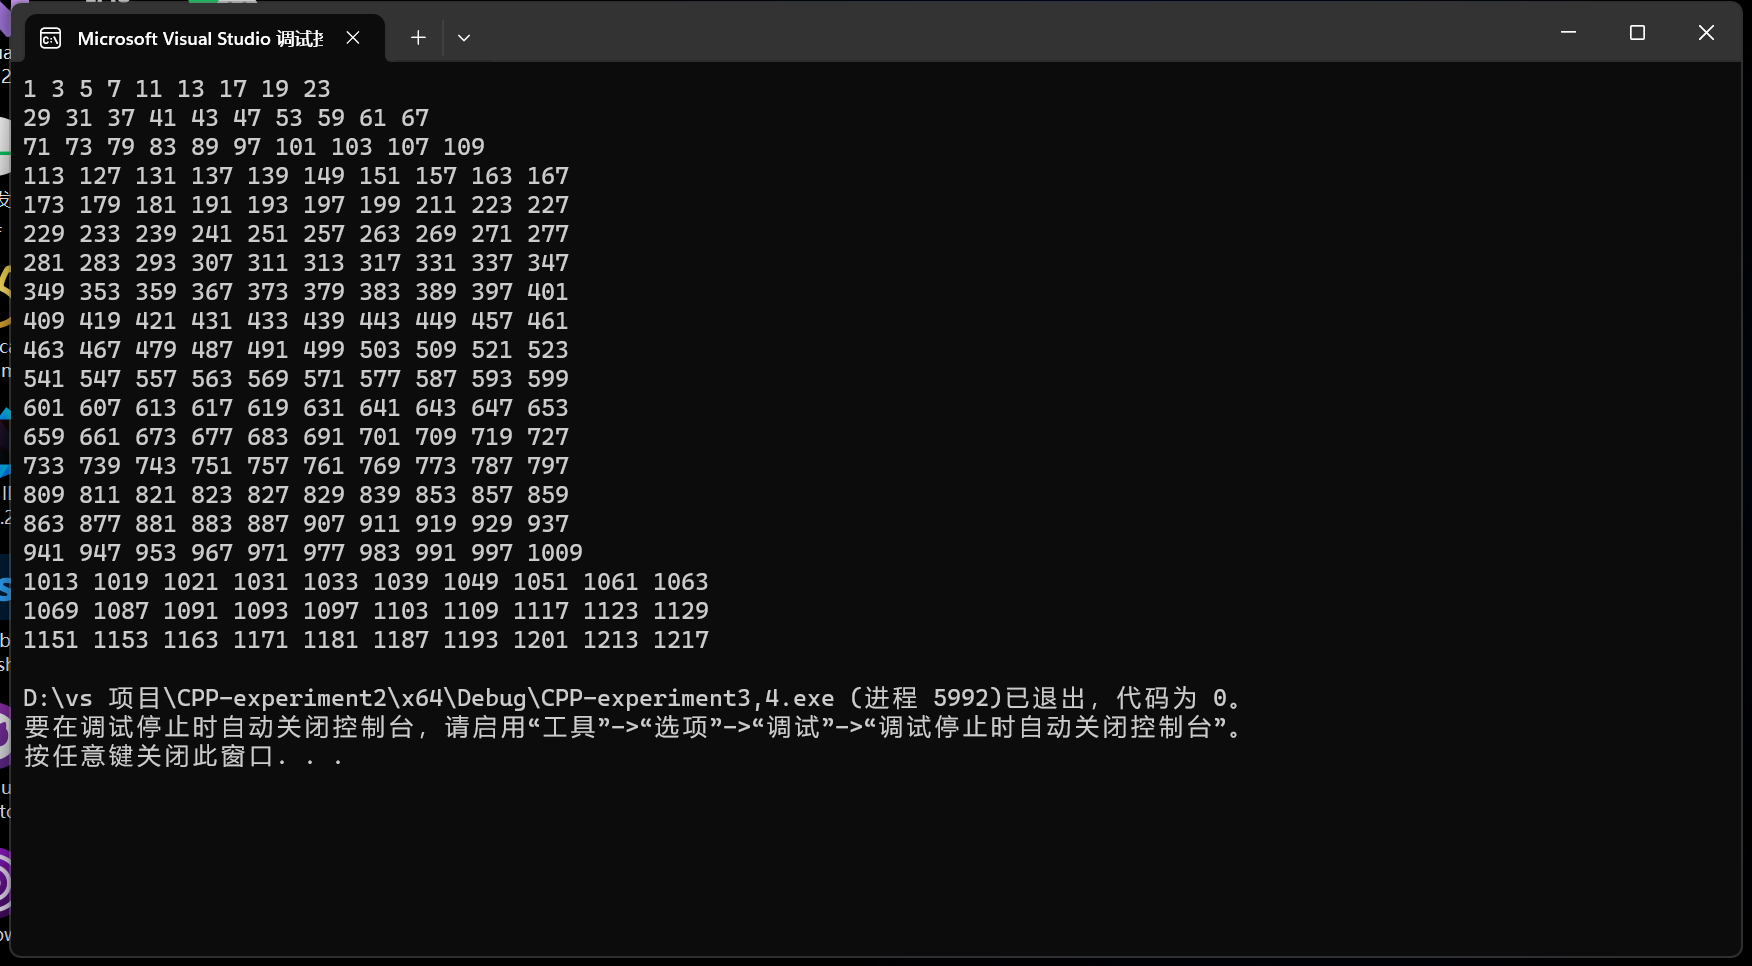 Microsoft Visual Studio 调试
1 3 5 7 11 13 17 19 23
29 31 37 41 43 47 53 59 61 67
71 73 79 83 89 97 101 103 107 109
113 127 131 137 139 149 151 157 163 167
173 179 181 191 193 197 199 211 223 227
229 233 239 241 251 257 263 269 271 277
281 283 293 307 311 313 317 331 337 347
349 353 359 367 373 379 383 389 397 401
409 419 421 431 433 439 443 449 457 461
463 467 479 487 491 499 503 509 521 523
541 547 557 563 569 571 577 587 593 599
601 607 613 617 619 631 641 643 647 653
659 661 673 677 683 691 701 709 719 727
733 739 743 751 757 761 769 773 787 797
809 811 821 823 827 829 839 853 857 859
863 877 881 883 887 907 911 919 929 937
941 947 953 967 971 977 983 991 997 1009
1013 1019 1021 1031 1033 1039 1049 1051 1061 1063
1069 1087 1091 1093 1097 1103 1109 1117 1123 1129
1151 1153 1163 1171 1181 1187 1193 1201 1213 1217
D:\vs 项目\CPP-experiment2\x64\Debug\CPP-experiment3,4.exe (进程 5992)已退出，代码为 0。
要在调试停止时自动关闭控制台，请启用“工具”->“选项”->“调试”->“调试停止时自动关闭控制台”。
按任意键关闭此窗口. . .